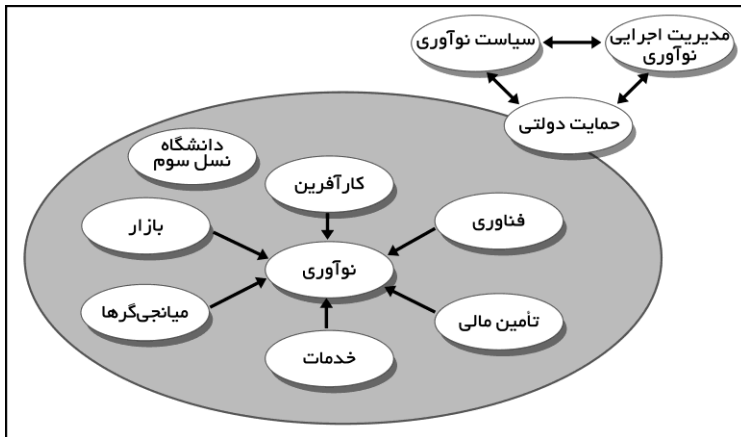 مدیریت اجرایی
نوآوری
سیاست نوآوری
حمایت دولتی
دانشگاه
نسل سوم
کارآفرین
فناوری
بازار
نوآوری
میانجی‌گرها
تأمین مالی
خدمات